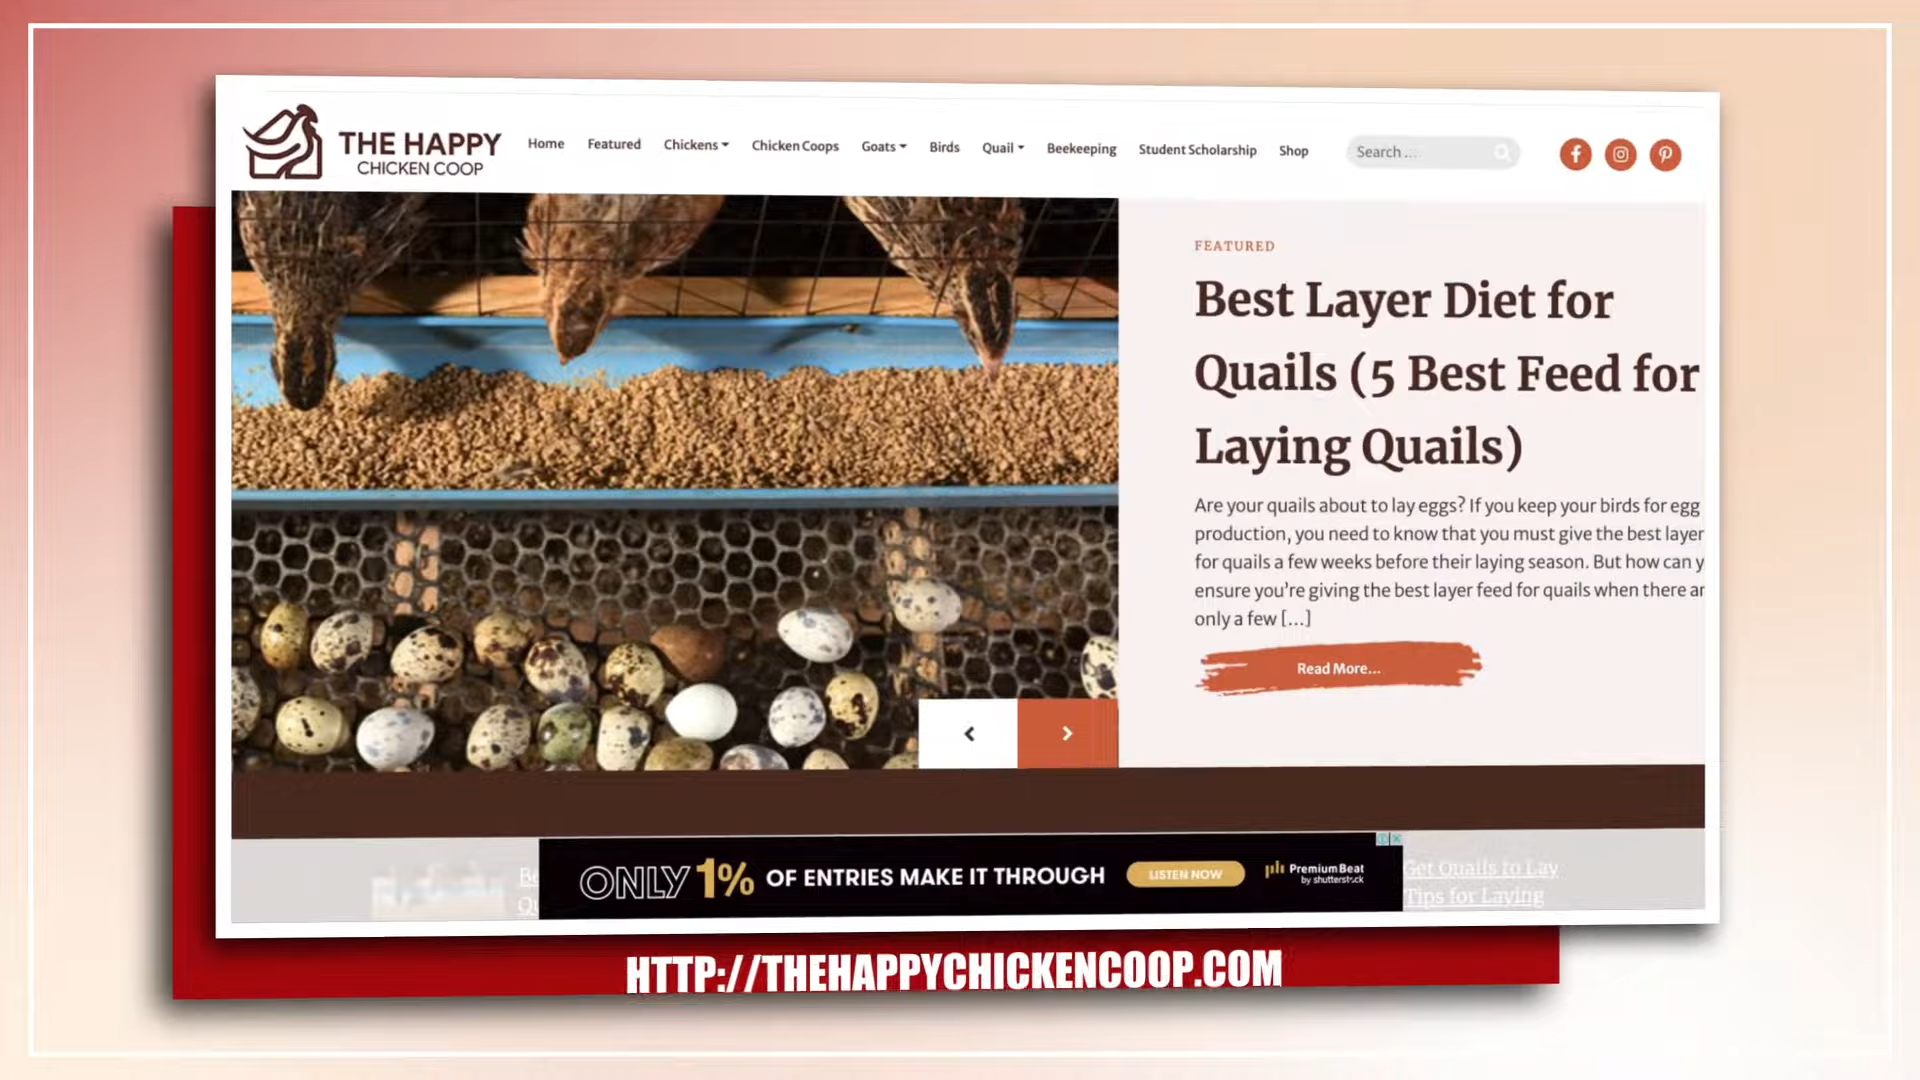 THE HAPPY
CHICKEN COOP
Home Featured Chickens Chicken Coops Goats Birds Quail Beekeeping Student Scholarship Shop
Search ...
FEATURED
Best Layer Diet for
Quails (5 Best Feed for
Laying Quails)
Are your quails about to lay eggs? If you keep your birds for egg
production, you need to know that you must give the best layer
for quails a few weeks before their laying season. But how can y
ensure you're giving the best layer feed for quails when there ar
only a few [...]
Read More...
ONLY 1% OF ENTRIES MAKE IT THROUGH
LISTEN NOW
PremiumBeat
by shutterstock
Get Quails to Lay
Tips for Laying
HTTP://THEHAPPYCHICKENCOOP.COM